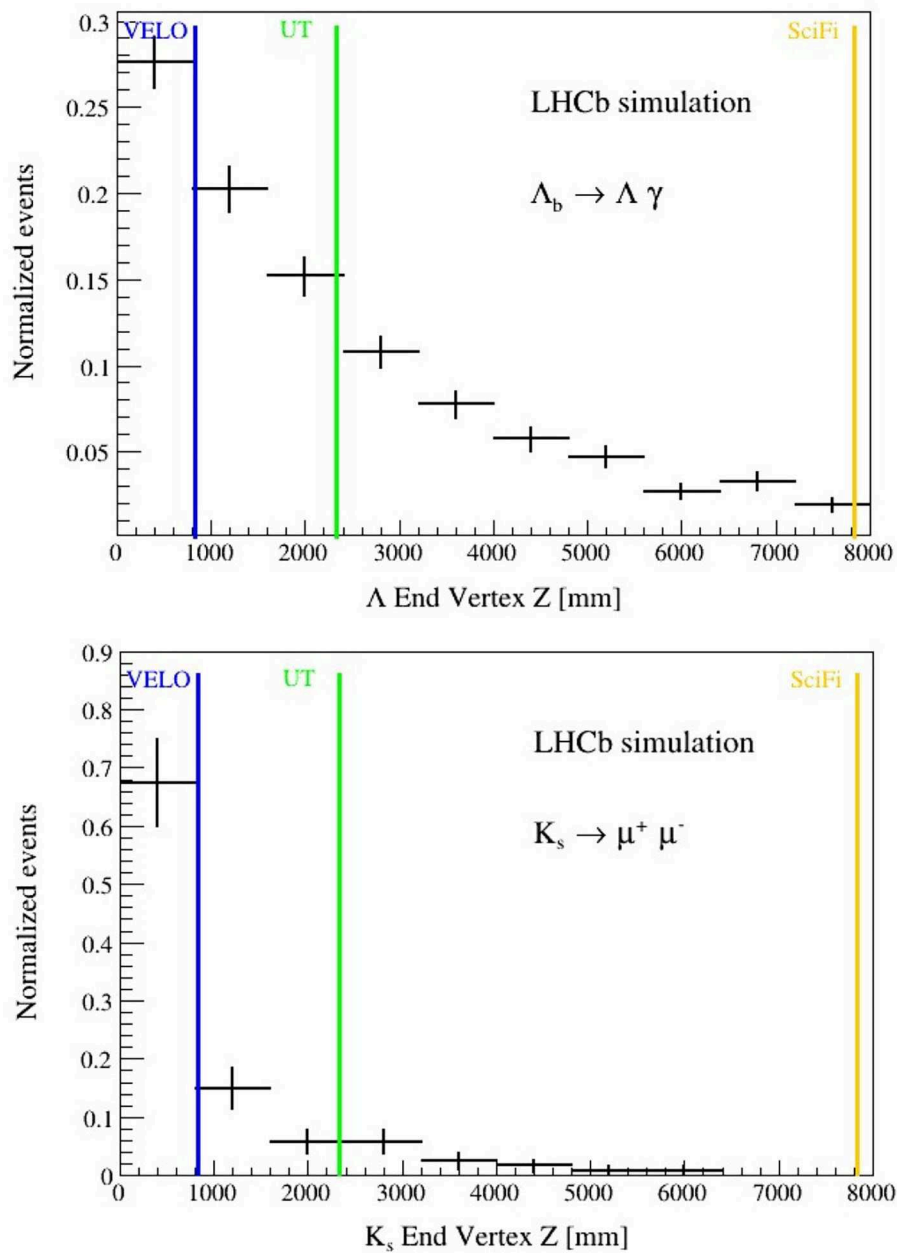 0.3
VELO
UT
SciFi
0.25
LHCb simulation
0.2
Λb → Λ γ
0.15
0.1
0.05
Normalized events
0 1000 2000 3000 4000 5000 6000 7000 8000
Λ End Vertex Z [mm]
0.9
VELO
UT
SciFi
0.8
LHCb simulation
0.7
0.6
Ks → μ+ μ-
0.5
0.4
0.3
0.2
0.1
0
Normalized events
0 1000 2000 3000 4000 5000 6000 7000 8000
Ks End Vertex Z [mm]